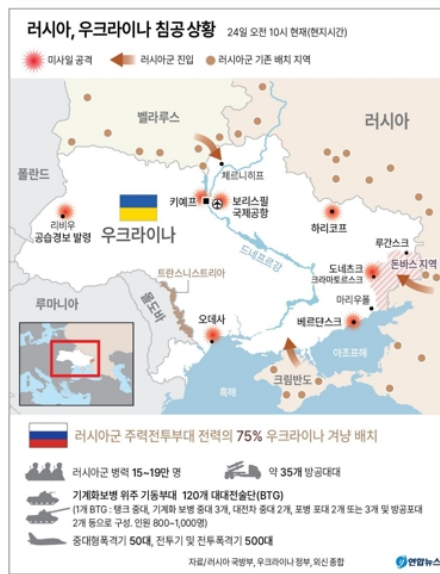 러시아, 우크라이나 침공 상황
24일 오전 10시 현재(현지시간)
미사일 공격
러시아군 진입
러시아군 기존 배치 지역
벨라루스
러시아
체르니히프
폴란드
키예프
보리스필
국제공항
리비우
공습경보 발령
우크라이나
하리코프
드네프르강
루간스크
돈바스 지역
도네츠크
크라마토르스크
트란스니스트리아
몰도바
루마니아
마리우폴
오데사
베르댠스크
아조프해
크림반도
흑해
러시아군 주력전투부대 전력의 75% 우크라이나 겨냥 배치
러시아군 병력 15~19만 명
약 35개 방공대대
기계화보병 위주 기동부대 120개 대대전술단(BTG)
(1개 BTG : 탱크 중대, 기계화 보병 중대 3개, 대전차 중대 2개, 포병 포대 2개 또는 3개 및 방공포대
2개 등으로 구성. 인원 800~1,000명)
중대형폭격기 50대, 전투기 및 전투폭격기 500대
자료/ 러시아 국방부, 우크라이나 정부, 외신 종합
연합뉴스